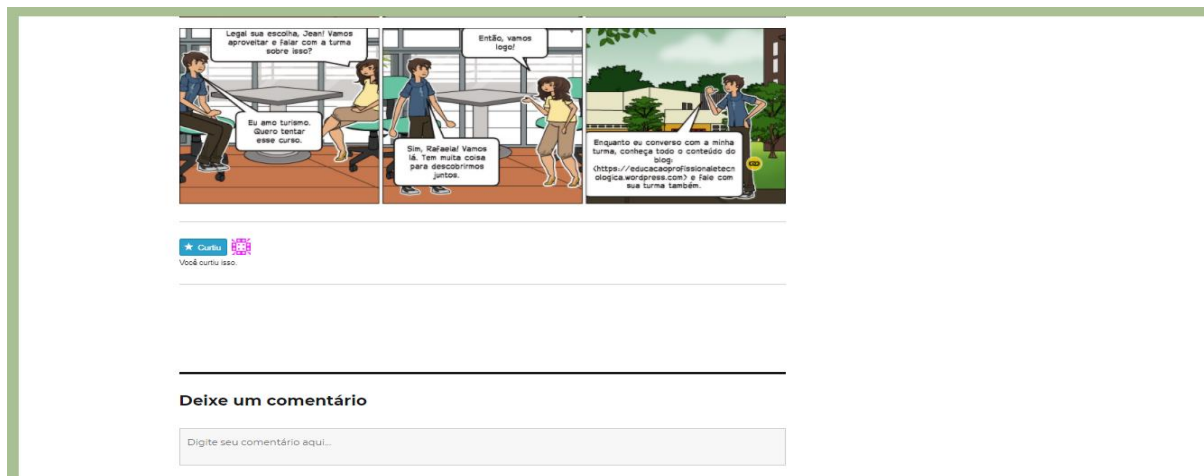 Legal sua escolha, Jean! Vamos
aproveitar e falar com a turma
sobre isso?
Eu amo turismo.
Quero tentar
esse curso.
Então, vamos
logo!
Sim, Rafaela! Vamos
lá. Tem muita coisa
para descobrirmos
juntos.
Enquanto eu converso com a minha
turma, conheça todo o conteúdo do
blog:
(https://educacaoprofissionaletecn
ologica.wordpress.com) e fale com
sua turma também.
Curtiu
Você curtiu isso.
Deixe um comentário
Digite seu comentário aqui...